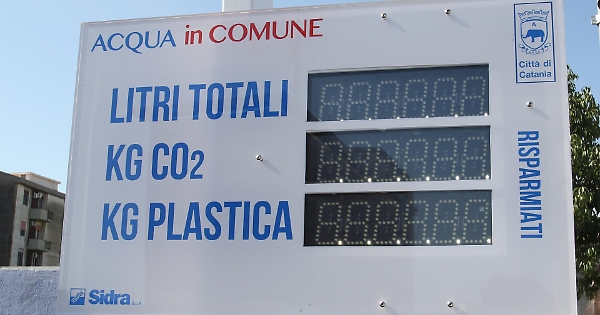 ACQUA in COMUNE
Città di
Catania
LITRI TOTALI
KG CO2
KG PLASTICA
RISPARMIATI
Sidra